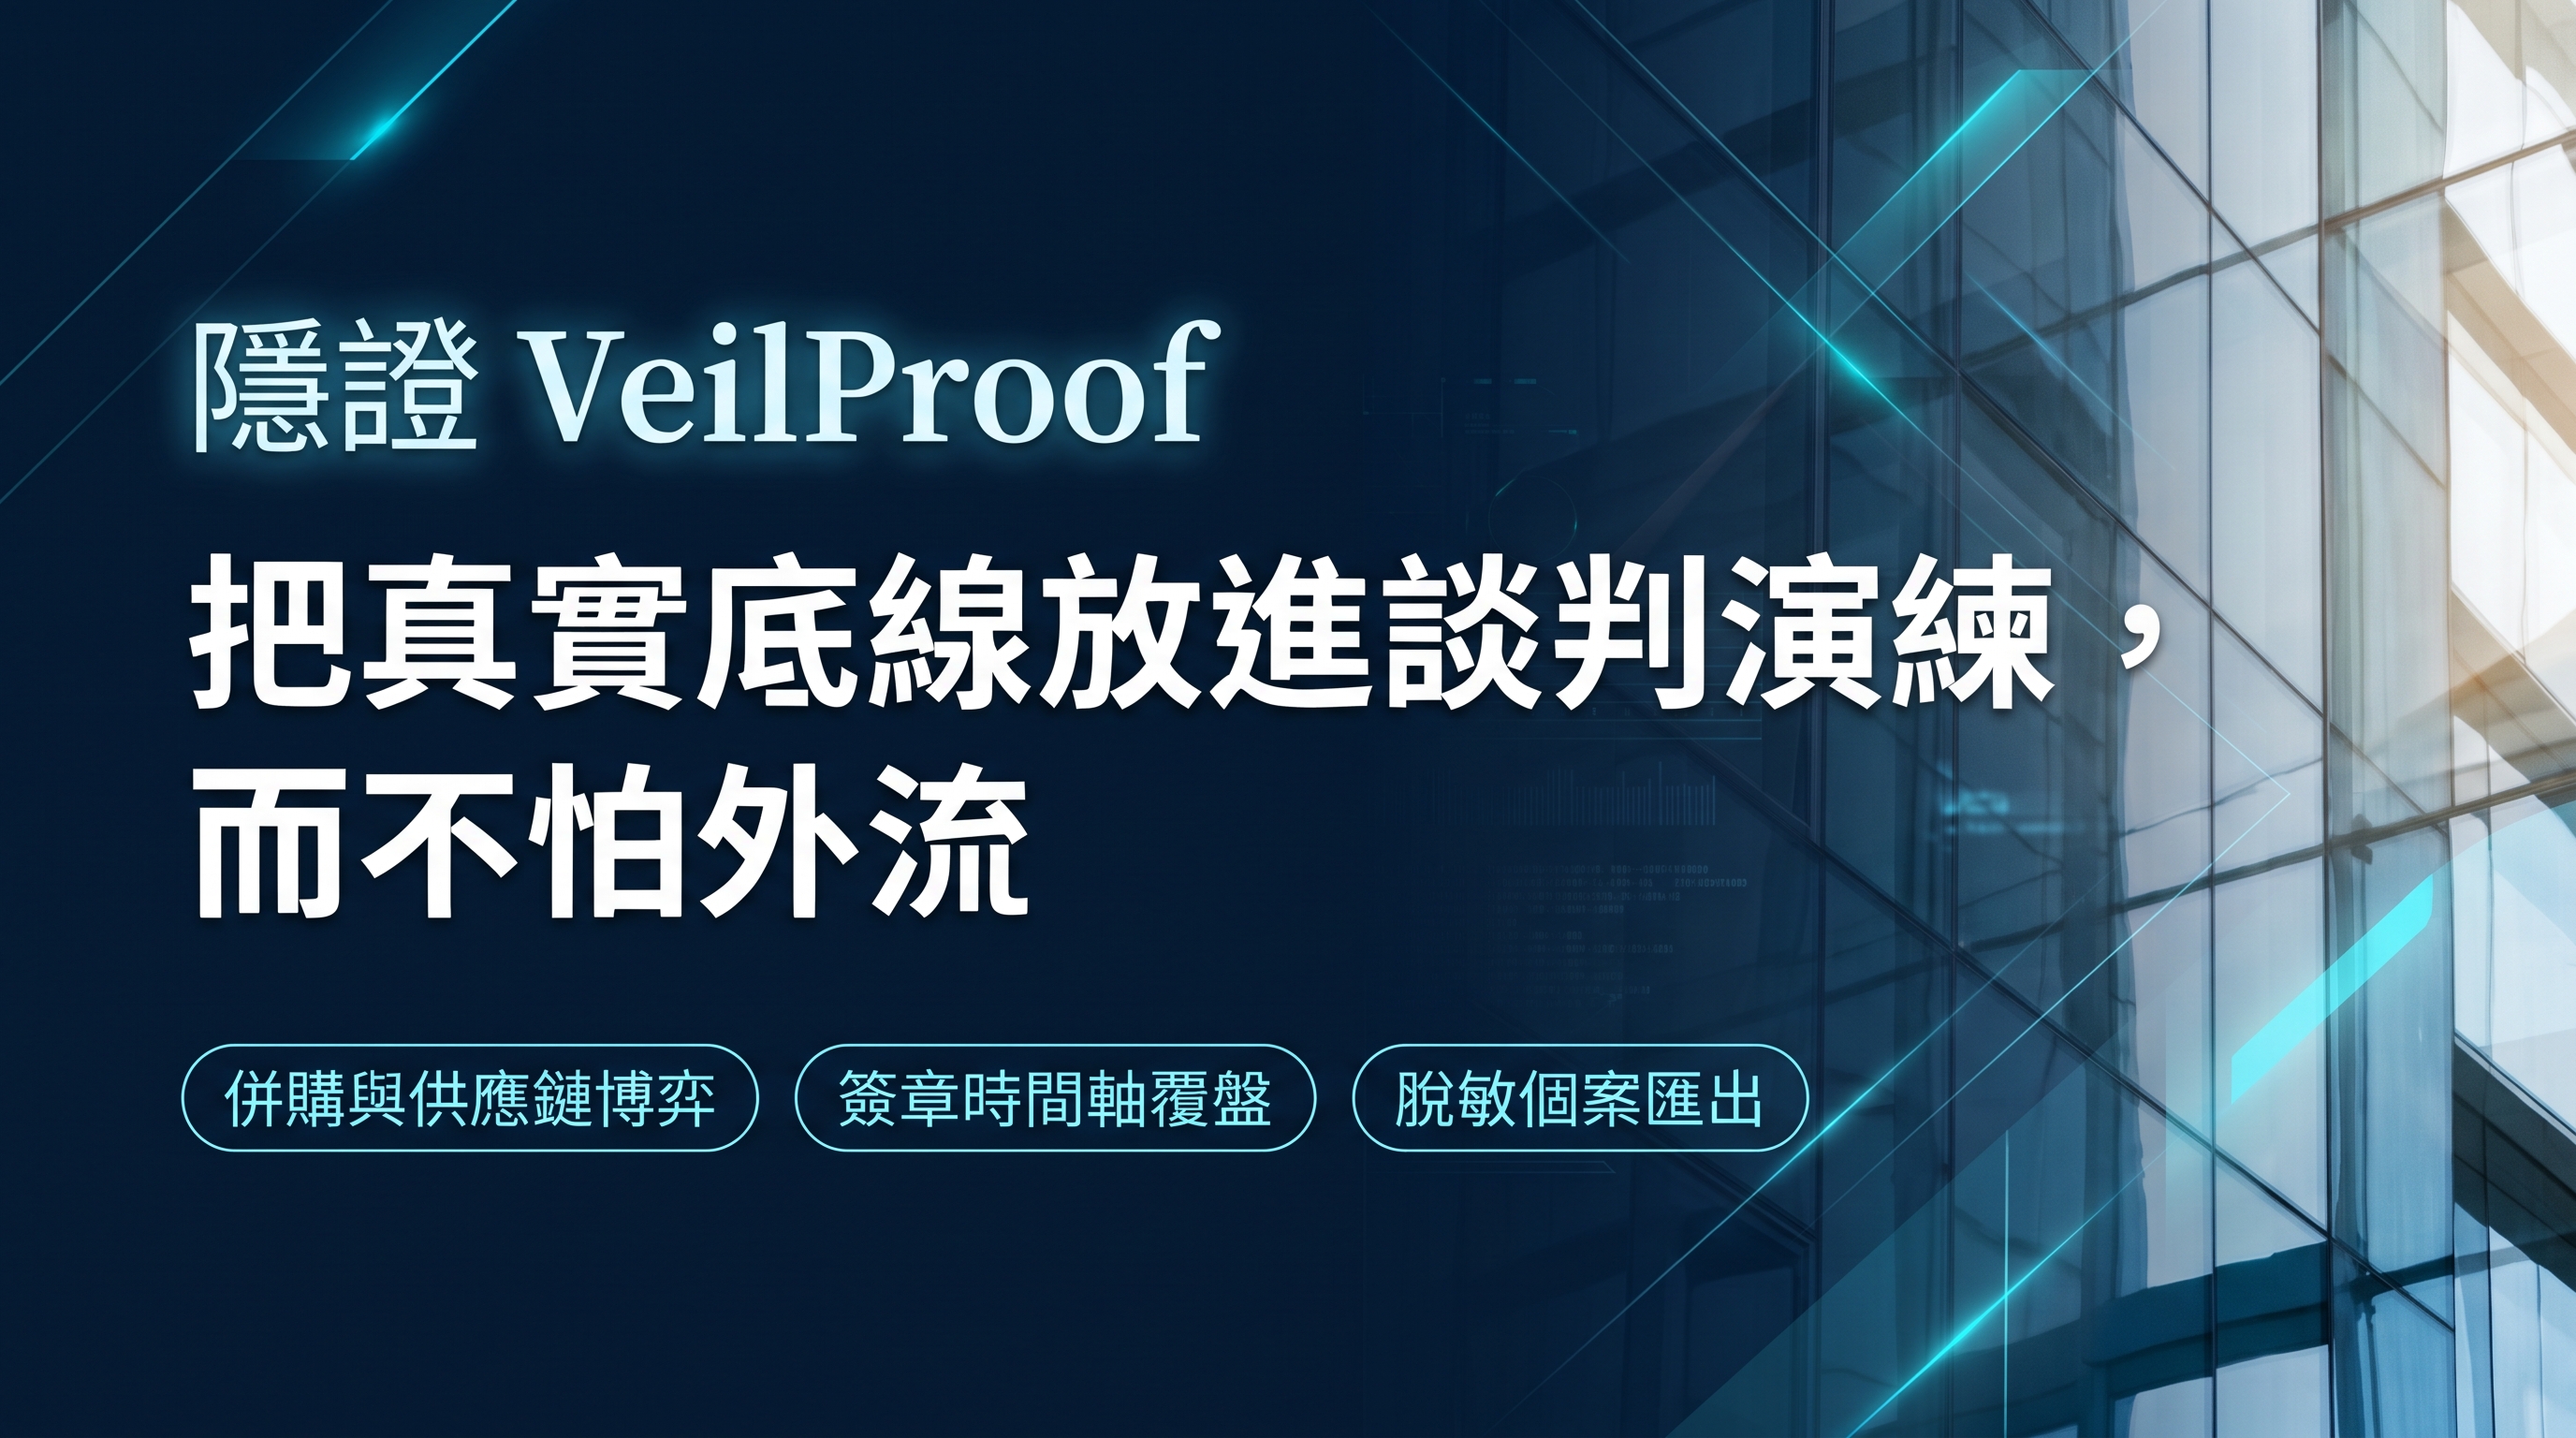 隱證 VeilProof
把真實底線放進談判演練，
而不怕外流
併購與供應鏈博弈
簽章時間軸覆盤
脫敏個案匯出